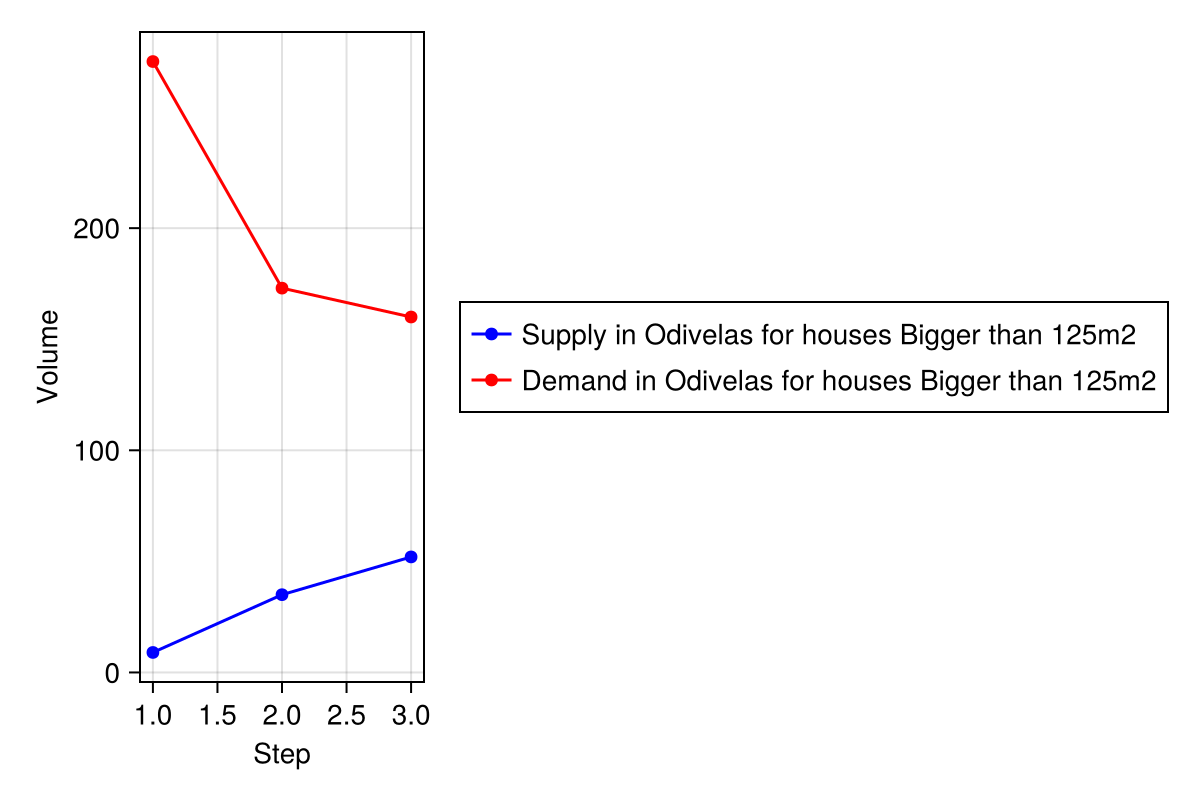 200
100
0
Volume
1.0 1.5 2.0 2.5 3.0
Step
Supply in Odivelas for houses Bigger than 125m2
Demand in Odivelas for houses Bigger than 125m2